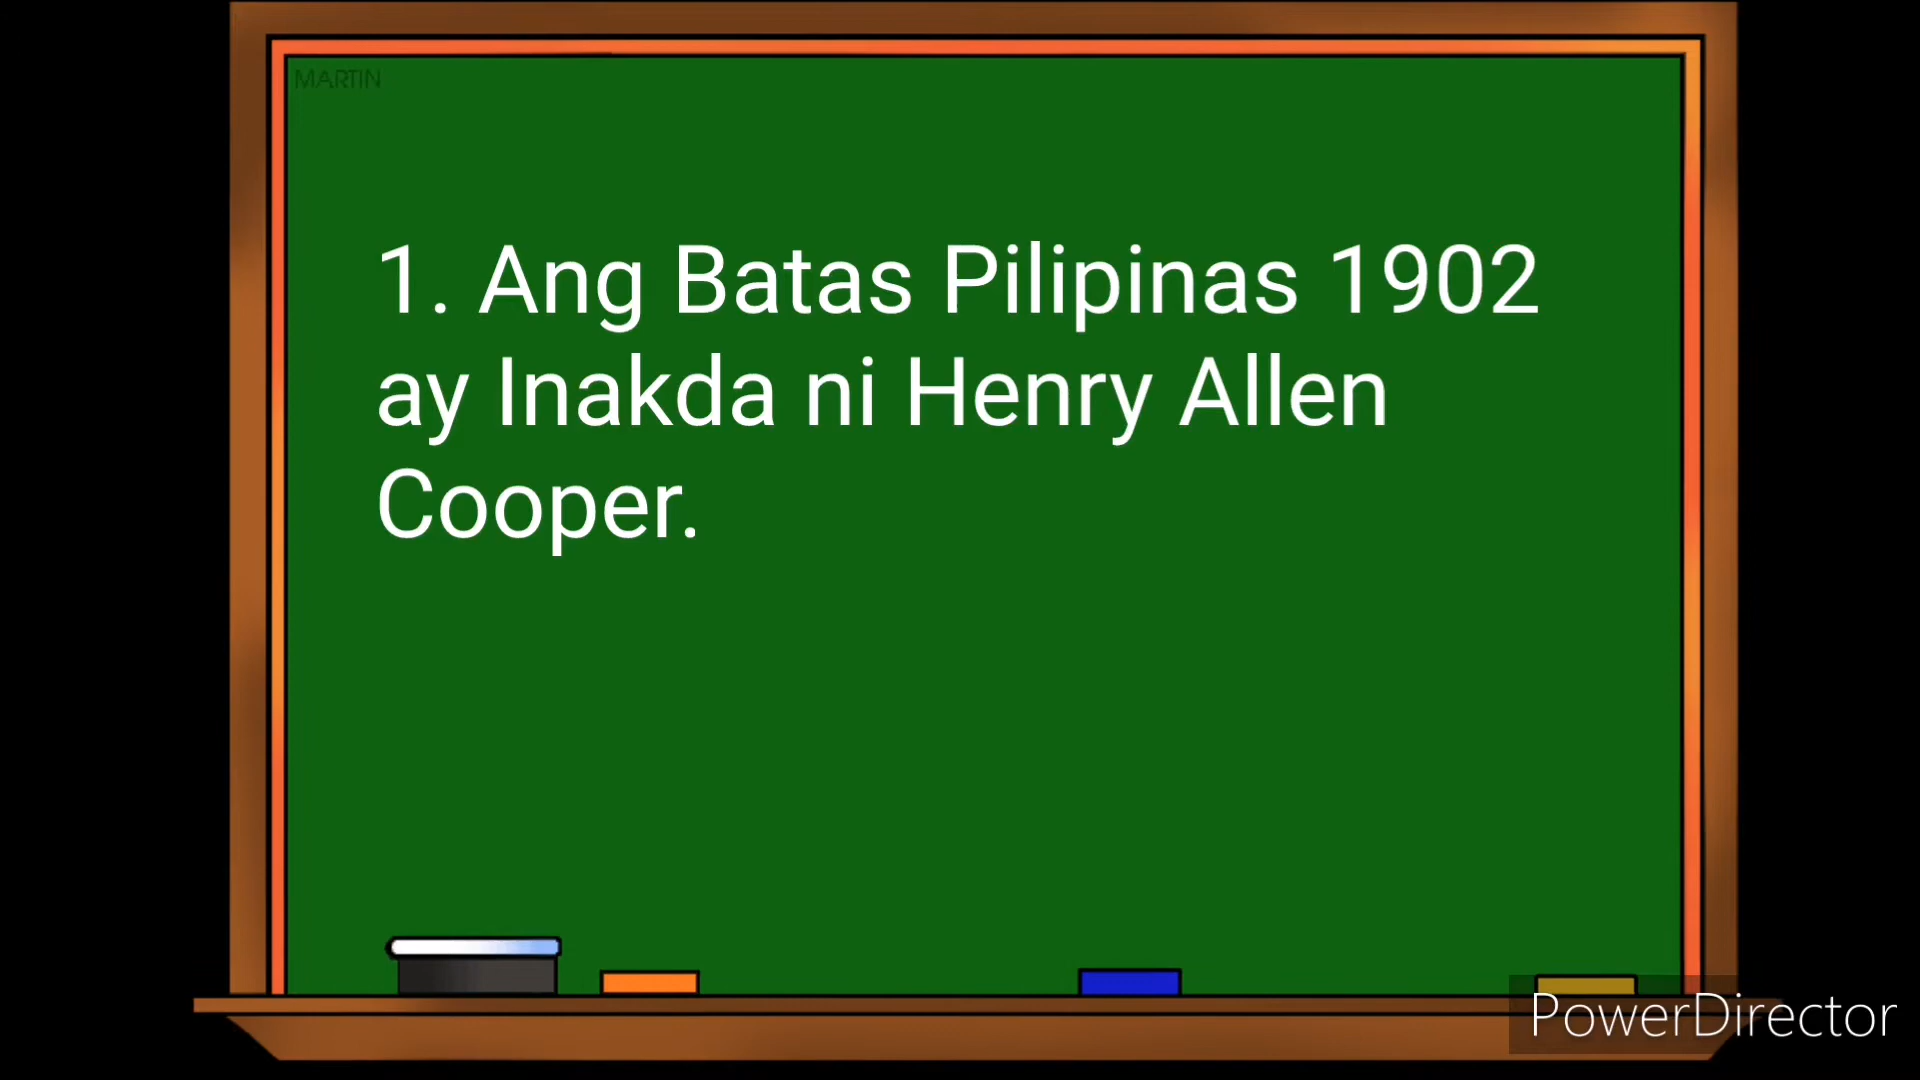 MARTIN
1. Ang Batas Pilipinas 1902
ay Inakda ni Henry Allen
Cooper.
PowerDirector